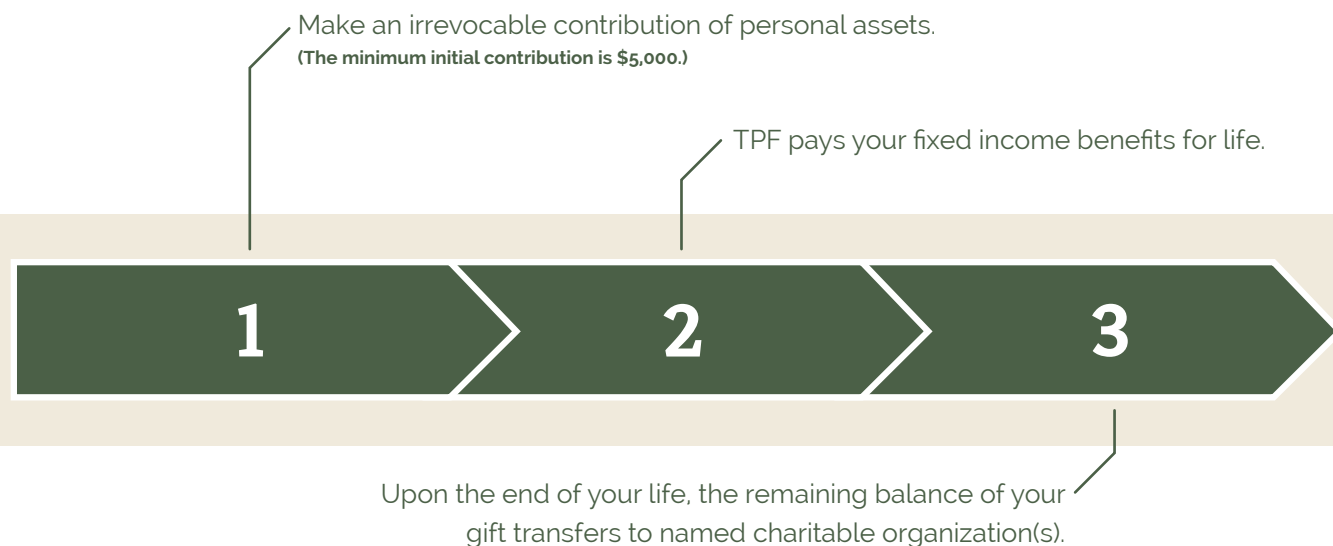 Make an irrevocable contribution of personal assets.
(The minimum initial contribution is $5,000.)
TPF pays your fixed income benefits for life.
1
2
3
Upon the end of your life, the remaining balance of your
gift transfers to named charitable organization(s).